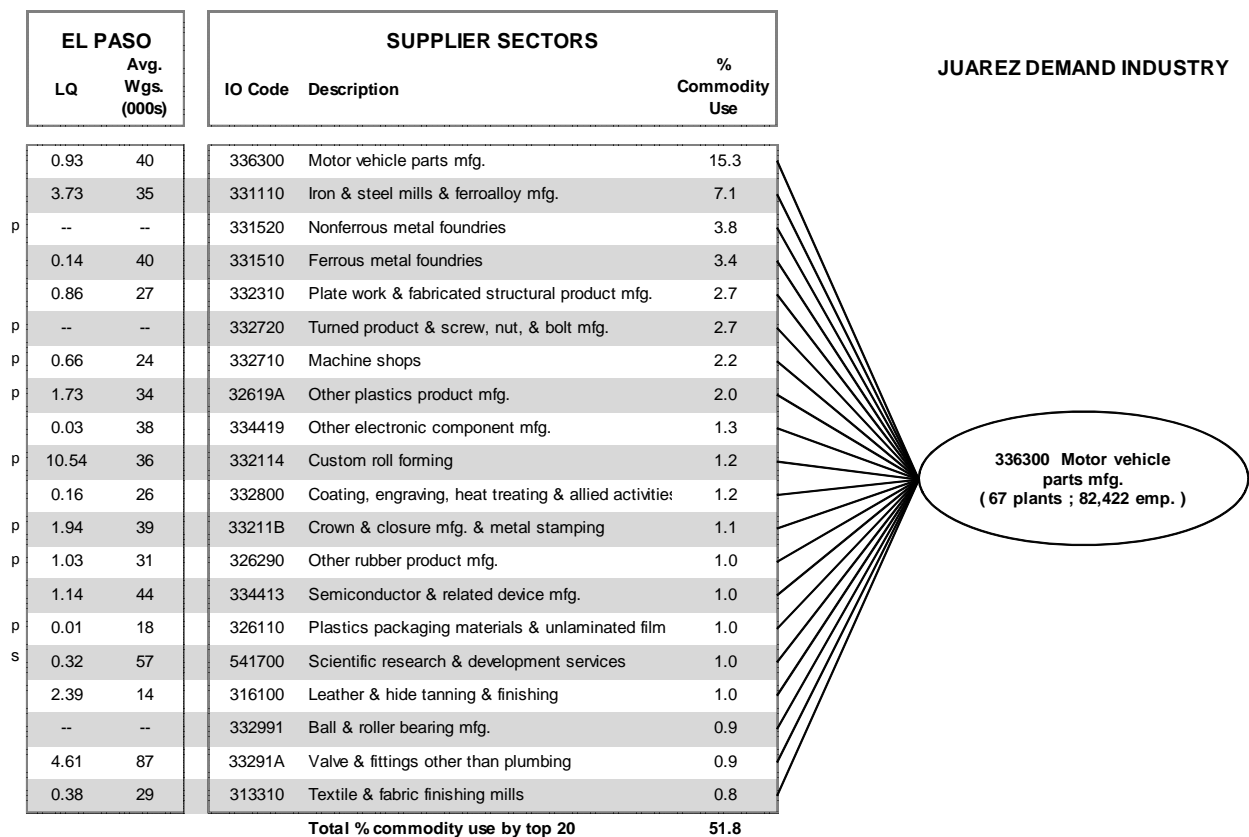 EL PASO
SUPPLIER SECTORS
JUAREZ DEMAND INDUSTRY
LQ Avg. Wgs. (000s) IO Code Description % Commodity Use
0.93 40 336300 Motor vehicle parts mfg. 15.3
3.73 35 331110 Iron & steel mills & ferroalloy mfg. 7.1
p -- -- 331520 Nonferrous metal foundries 3.8
0.14 40 331510 Ferrous metal foundries 3.4
0.86 27 332310 Plate work & fabricated structural product mfg. 2.7
p -- -- 332720 Turned product & screw, nut, & bolt mfg. 2.7
p 0.66 24 332710 Machine shops 2.2
p 1.73 34 32619A Other plastics product mfg. 2.0
0.03 38 334419 Other electronic component mfg. 1.3
p 10.54 36 332114 Custom roll forming 1.2
0.16 26 332800 Coating, engraving, heat treating & allied activities 1.2
p 1.94 39 33211B Crown & closure mfg. & metal stamping 1.1
p 1.03 31 326290 Other rubber product mfg. 1.0
1.14 44 334413 Semiconductor & related device mfg. 1.0
p 0.01 18 326110 Plastics packaging materials & unlaminated film 1.0
s 0.32 57 541700 Scientific research & development services 1.0
2.39 14 316100 Leather & hide tanning & finishing 1.0
-- -- 332991 Ball & roller bearing mfg. 0.9
4.61 87 33291A Valve & fittings other than plumbing 0.9
0.38 29 313310 Textile & fabric finishing mills 0.8
Total % commodity use by top 20 51.8
336300 Motor vehicle
parts mfg.
( 67 plants ; 82,422 emp. )